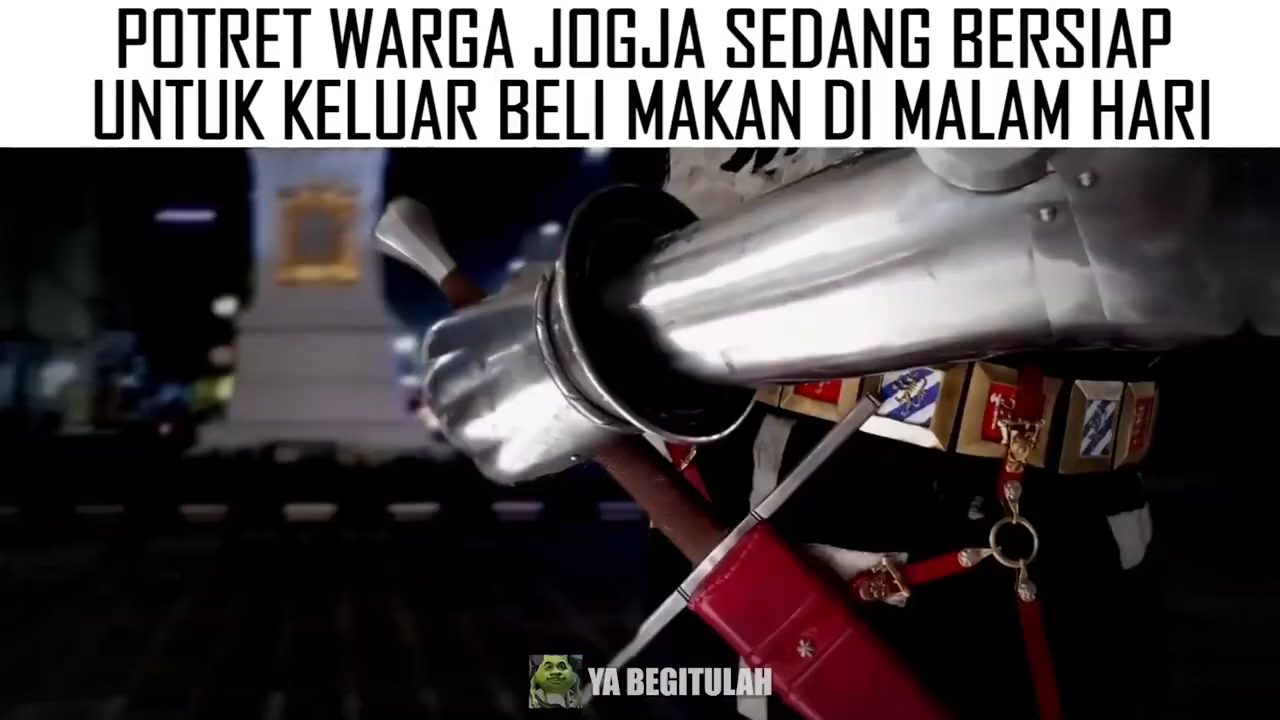 POTRET WARGA JOGJA SEDANG BERSIAP
UNTUK KELUAR BELI MAKAN DI MALAM HARI
YA BEGITULAH